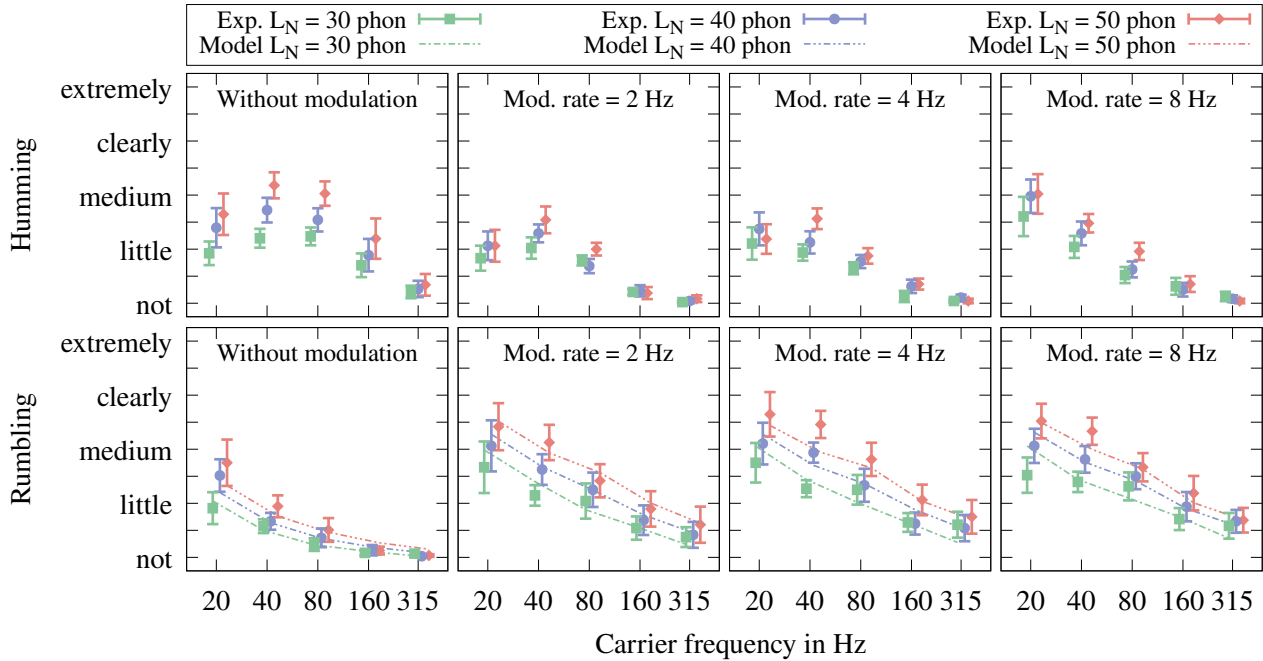 Exp. L_N = 30 phon Exp. L_N = 40 phon Exp. L_N = 50 phon
Model L_N = 30 phon Model L_N = 40 phon Model L_N = 50 phon
Without modulation Mod. rate = 2 Hz Mod. rate = 4 Hz Mod. rate = 8 Hz
Humming
extremely
clearly
medium
little
not
Without modulation Mod. rate = 2 Hz Mod. rate = 4 Hz Mod. rate = 8 Hz
Rumbling
extremely
clearly
medium
little
not
20 40 80 160 315 20 40 80 160 315 20 40 80 160 315 20 40 80 160 315
Carrier frequency in Hz